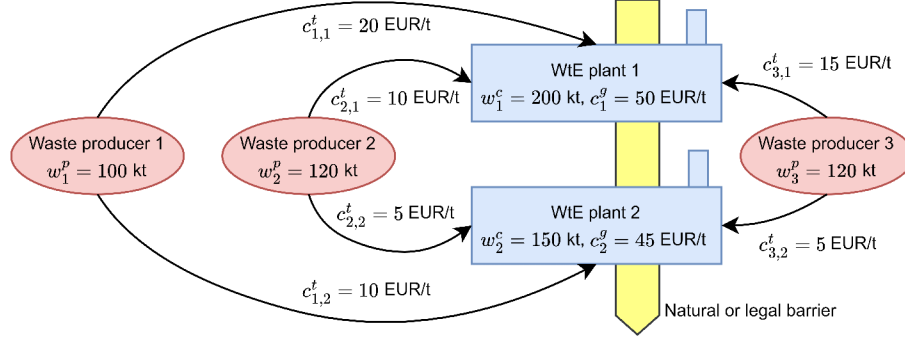 c^t_{1,1} = 20 EUR/t
WtE plant 1
w^c_1 = 200 kt, c^g_1 = 50 EUR/t
c^t_{3,1} = 15 EUR/t
c^t_{2,1} = 10 EUR/t
Waste producer 1
w^p_1 = 100 kt
Waste producer 2
w^p_2 = 120 kt
Waste producer 3
w^p_3 = 120 kt
c^t_{2,2} = 5 EUR/t
WtE plant 2
w^c_2 = 150 kt, c^g_2 = 45 EUR/t
c^t_{3,2} = 5 EUR/t
c^t_{1,2} = 10 EUR/t
Natural or legal barrier